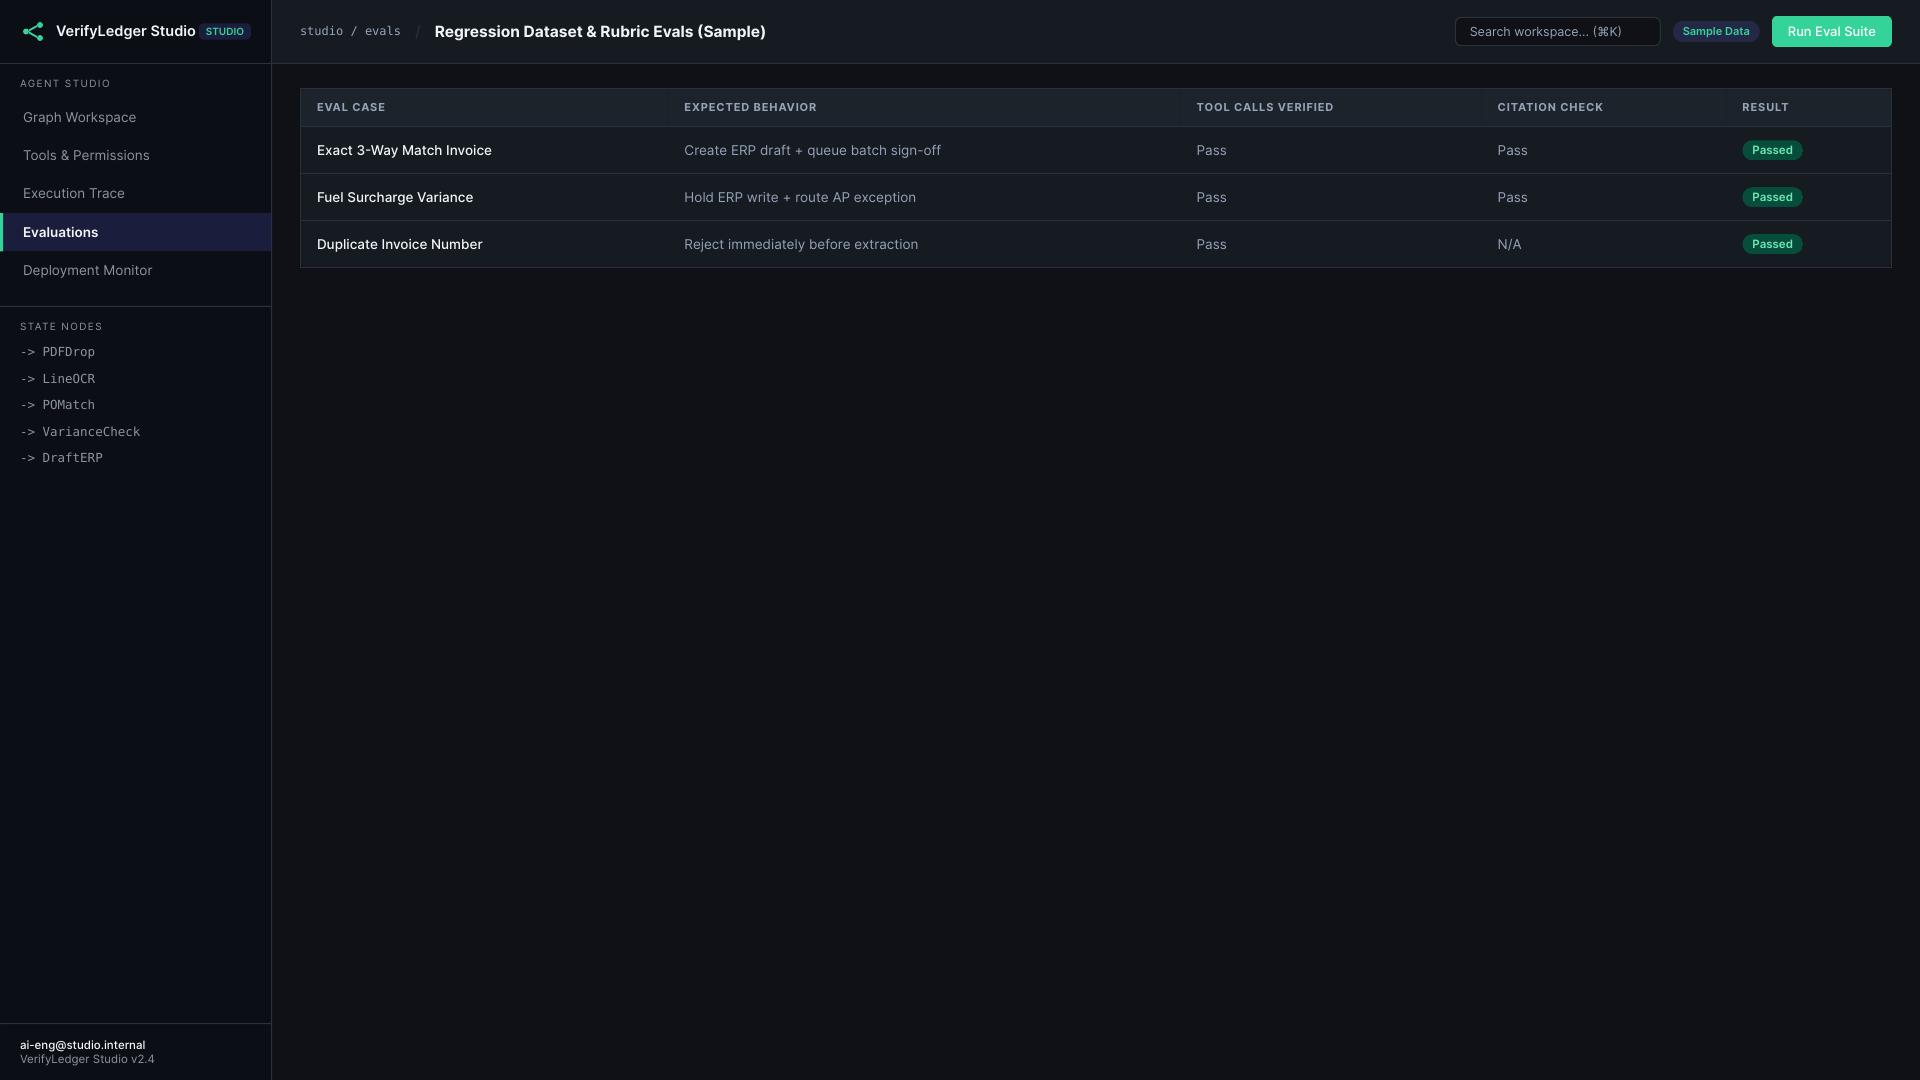 VerifyLedger Studio STUDIO
AGENT STUDIO
Graph Workspace
Tools & Permissions
Execution Trace
Evaluations
Deployment Monitor
STATE NODES
-> PDFDrop
-> LineOCR
-> POMatch
-> VarianceCheck
-> DraftERP
ai-eng@studio.internal
VerifyLedger Studio v2.4
studio / evals / Regression Dataset & Rubric Evals (Sample)
Search workspace... (⌘K) Sample Data Run Eval Suite
EVAL CASE EXPECTED BEHAVIOR TOOL CALLS VERIFIED CITATION CHECK RESULT
Exact 3-Way Match Invoice Create ERP draft + queue batch sign-off Pass Pass Passed
Fuel Surcharge Variance Hold ERP write + route AP exception Pass Pass Passed
Duplicate Invoice Number Reject immediately before extraction Pass N/A Passed